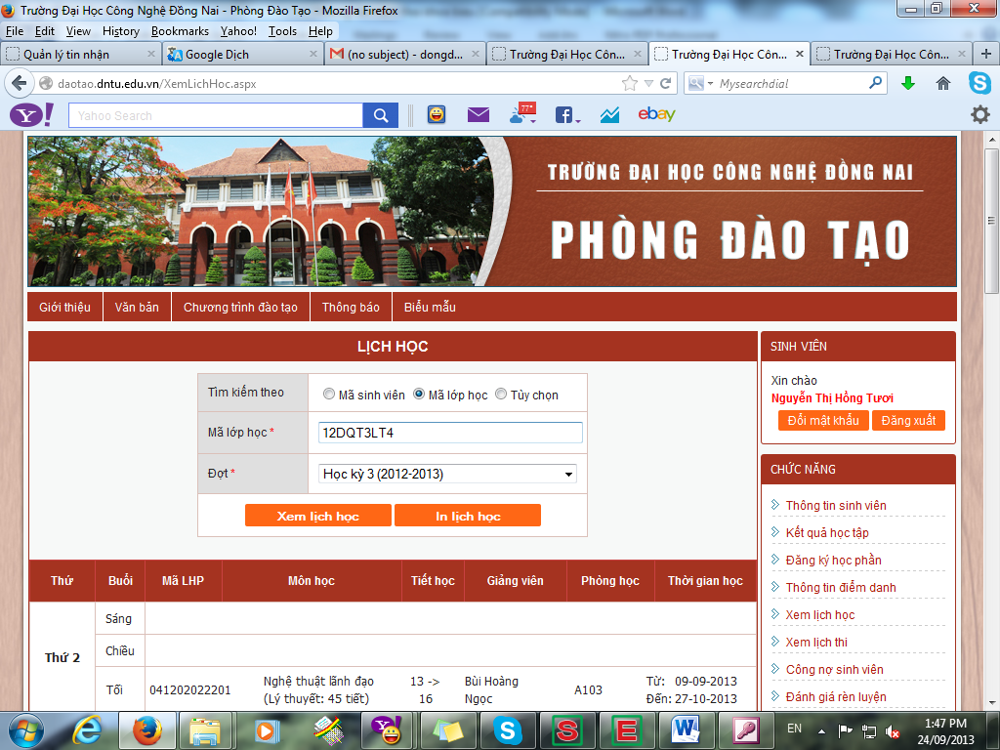 Trường Đại Học Công Nghệ Đồng Nai - Phòng Đào Tạo - Mozilla Firefox
File Edit View History Bookmarks Yahoo! Tools Help
Quản lý tin nhận
Google Dịch
(no subject) - dongd...
Trường Đại Học Côn...
Trường Đại Học Côn...
Trường Đại Học Côn...
daotao.dntu.edu.vn/XemLichHoc.aspx
Mysearchdial
Y!
Yahoo Search
77°
ebay
TRƯỜNG ĐẠI HỌC CÔNG NGHỆ ĐỒNG NAI
PHÒNG ĐÀO TẠO
Giới thiệu
Văn bản
Chương trình đào tạo
Thông báo
Biểu mẫu
LỊCH HỌC
Tìm kiếm theo
Mã sinh viên
Mã lớp học
Tùy chọn
Mã lớp học *
12DQT3LT4
Đợt *
Học kỳ 3 (2012-2013)
Xem lịch học
In lịch học
Thứ Buổi Mã LHP Môn học Tiết học Giảng viên Phòng học Thời gian học
Thứ 2
Sáng
Chiều
Tối
041202022201
Nghệ thuật lãnh đạo
(Lý thuyết: 45 tiết)
13 ->
16
Bùi Hoàng
Ngọc
A103
Từ: 09-09-2013
Đến: 27-10-2013
SINH VIÊN
Xin chào
Nguyễn Thị Hồng Tươi
Đổi mật khẩu
Đăng xuất
CHỨC NĂNG
Thông tin sinh viên
Kết quả học tập
Đăng ký học phần
Thông tin điểm danh
Xem lịch học
Xem lịch thi
Công nợ sinh viên
Đánh giá rèn luyện
EN
1:47 PM
24/09/2013